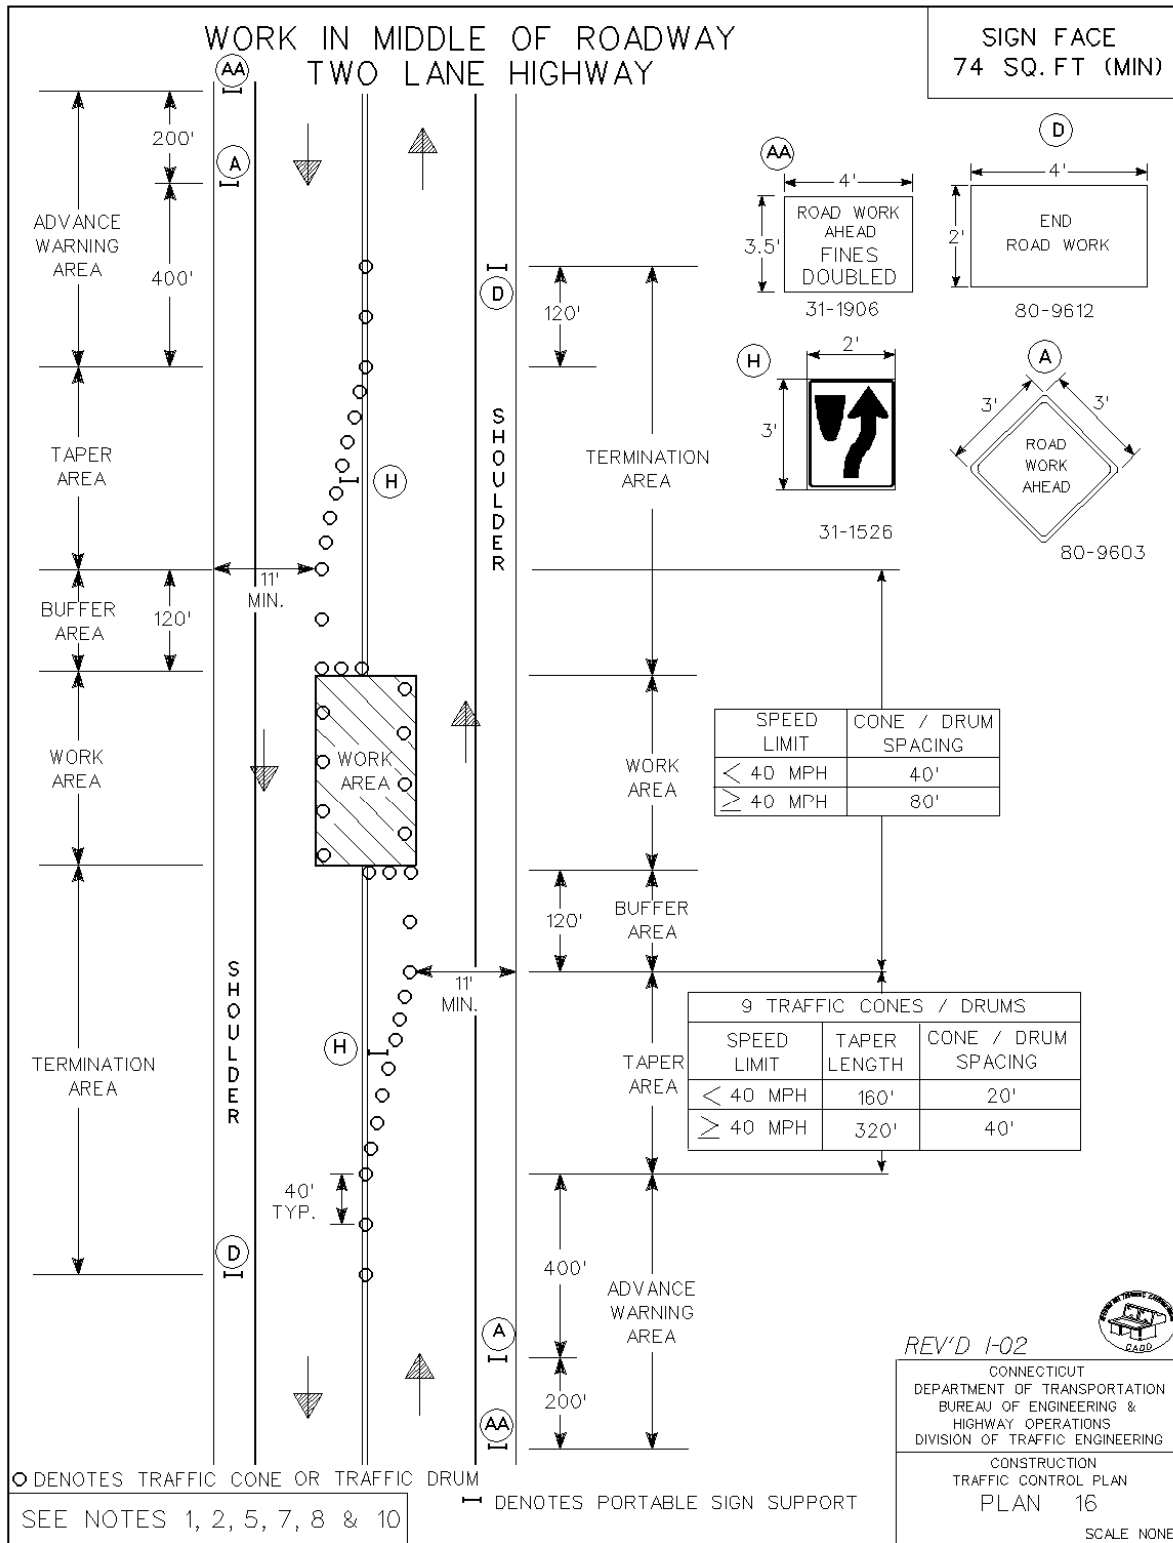 WORK IN MIDDLE OF ROADWAY
TWO LANE HIGHWAY
SIGN FACE
74 SQ.FT (MIN)
AA
200'
A
ADVANCE
WARNING
AREA
400'
TAPER
AREA
H
11'
MIN.
BUFFER
AREA
120'
WORK
AREA
WORK
AREA
SHOULDER
TERMINATION
AREA
H
40'
TYP.
D
D
120'
SHOULDER
TERMINATION
AREA
WORK
AREA
BUFFER
AREA
120'
11'
MIN.
TAPER
AREA
400'
ADVANCE
WARNING
AREA
A
200'
AA
AA
4'
3.5'
ROAD WORK
AHEAD
FINES
DOUBLED
31-1906
D
4'
2'
END
ROAD WORK
80-9612
H
2'
3'
31-1526
A
3'
3'
ROAD
WORK
AHEAD
80-9603
SPEED LIMIT CONE / DRUM SPACING
< 40 MPH 40'
≥ 40 MPH 80'
9 TRAFFIC CONES / DRUMS
SPEED LIMIT TAPER LENGTH CONE / DRUM SPACING
< 40 MPH 160' 20'
≥ 40 MPH 320' 40'
O DENOTES TRAFFIC CONE OR TRAFFIC DRUM
DENOTES PORTABLE SIGN SUPPORT
SEE NOTES 1, 2, 5, 7, 8 & 10
REV'D 1-02
CADD
CONNECTICUT
DEPARTMENT OF TRANSPORTATION
BUREAU OF ENGINEERING &
HIGHWAY OPERATIONS
DIVISION OF TRAFFIC ENGINEERING
CONSTRUCTION
TRAFFIC CONTROL PLAN
PLAN 16
SCALE NONE